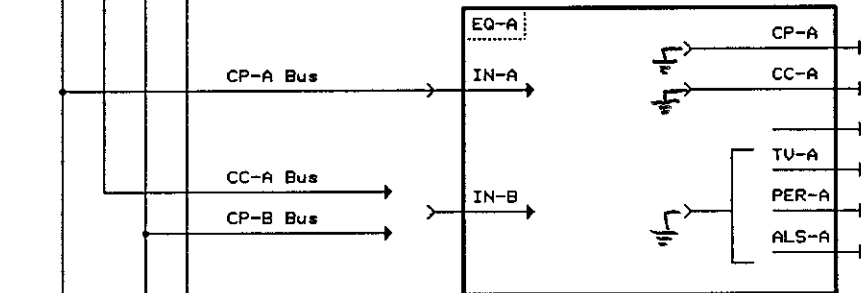 EQ-A
CP-A
CP-A Bus
IN-A
CC-A
TV-A
CC-A Bus
IN-B
PER-A
CP-B Bus
ALS-A